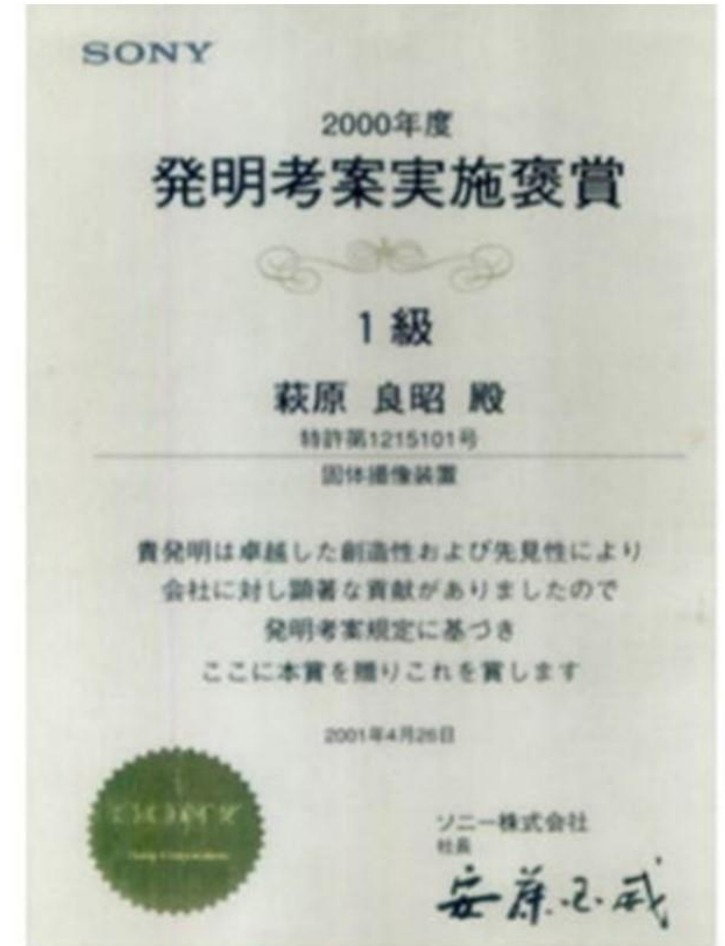 SONY
2000年度
発明考案実施褒賞
1級
萩原 良昭 殿
特許第1215101号
固体撮像装置
貴発明は卓越した創造性および先見性により
会社に対し顕著な貢献がありましたので
発明考案規定に基づき
ここに本賞を贈りこれを賞します
2001年4月26日
SONY
Sony Corporation
ソニー株式会社
社長
安藤国威